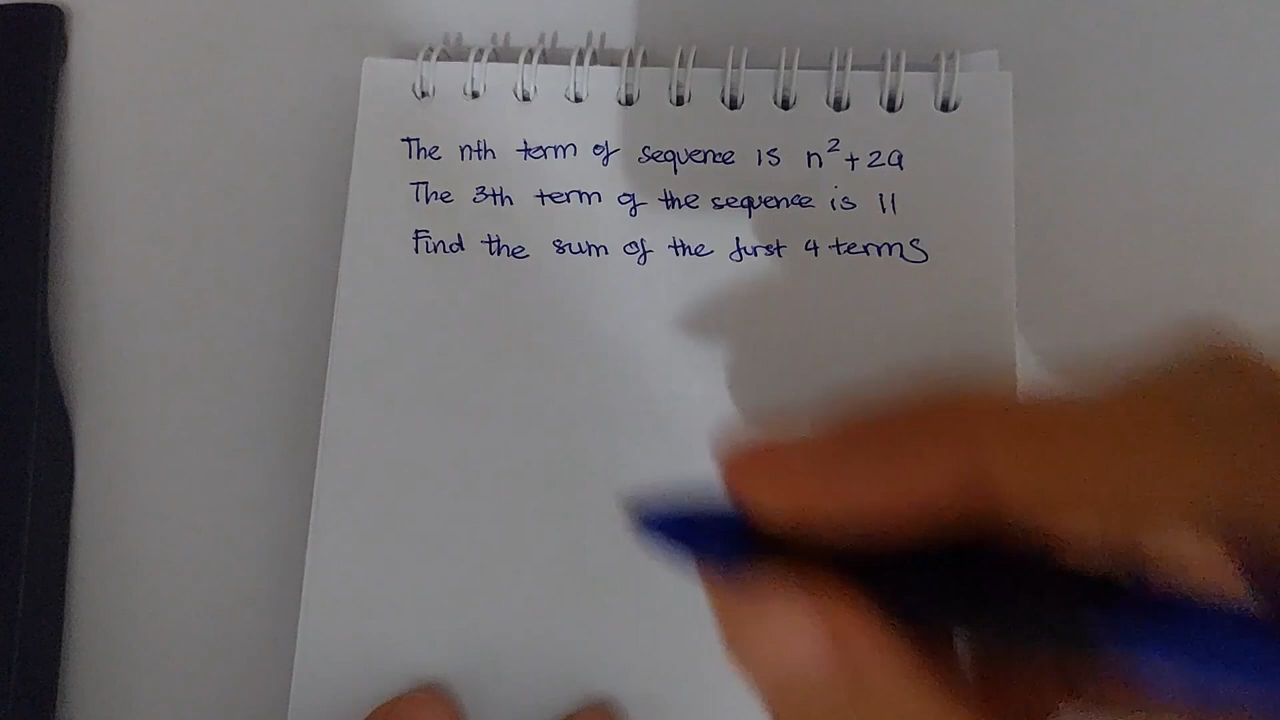 The nth term of sequence is n²+2a
The 3th term of the sequence is 11
Find the sum of the first 4 terms